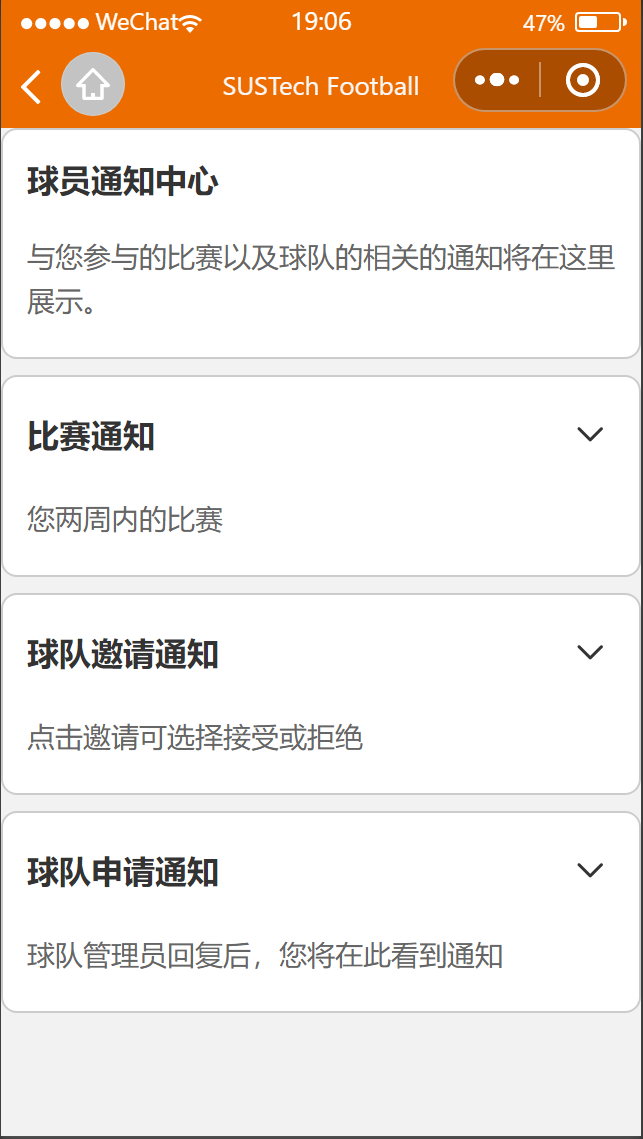 WeChat 19:06 47%
SUSTech Football
球员通知中心
与您参与的比赛以及球队的相关的通知将在这里
展示。
比赛通知
您两周内的比赛
球队邀请通知
点击邀请可选择接受或拒绝
球队申请通知
球队管理员回复后，您将在此看到通知